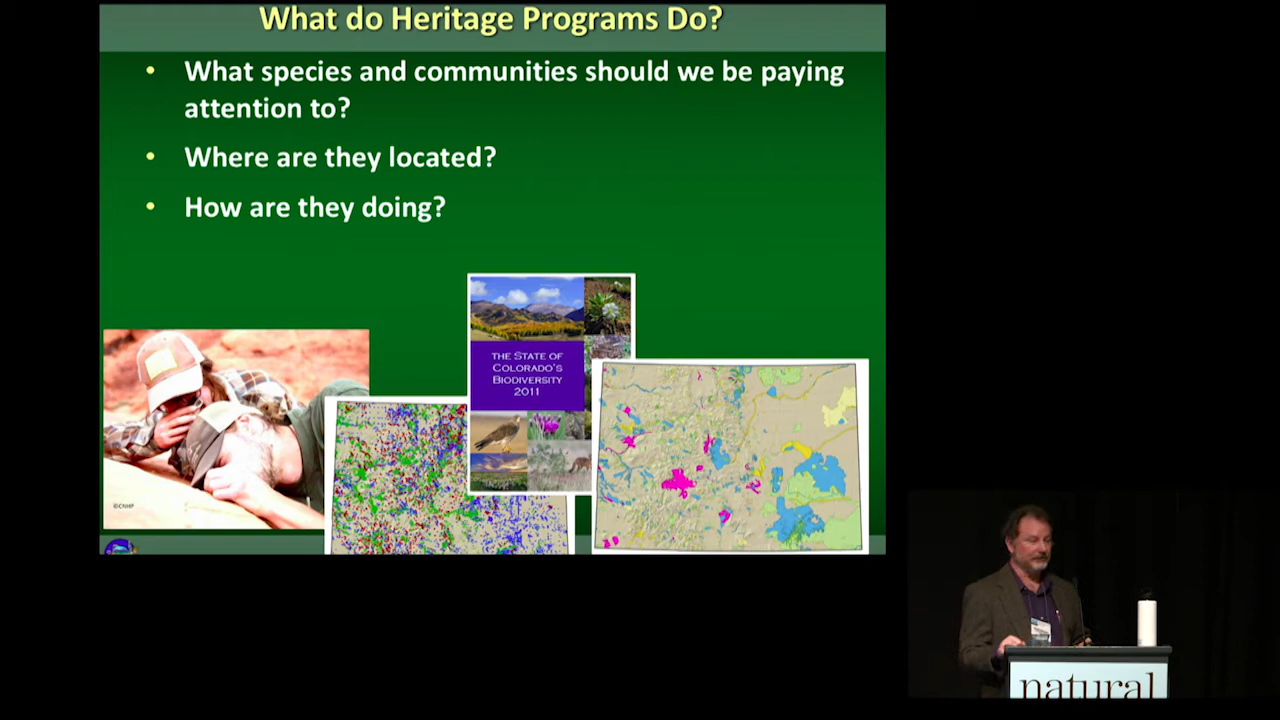 What do Heritage Programs Do?
• What species and communities should we be paying
attention to?
• Where are they located?
• How are they doing?
THE STATE OF
COLORADO'S
BIODIVERSITY
2011
©CNHP
natural